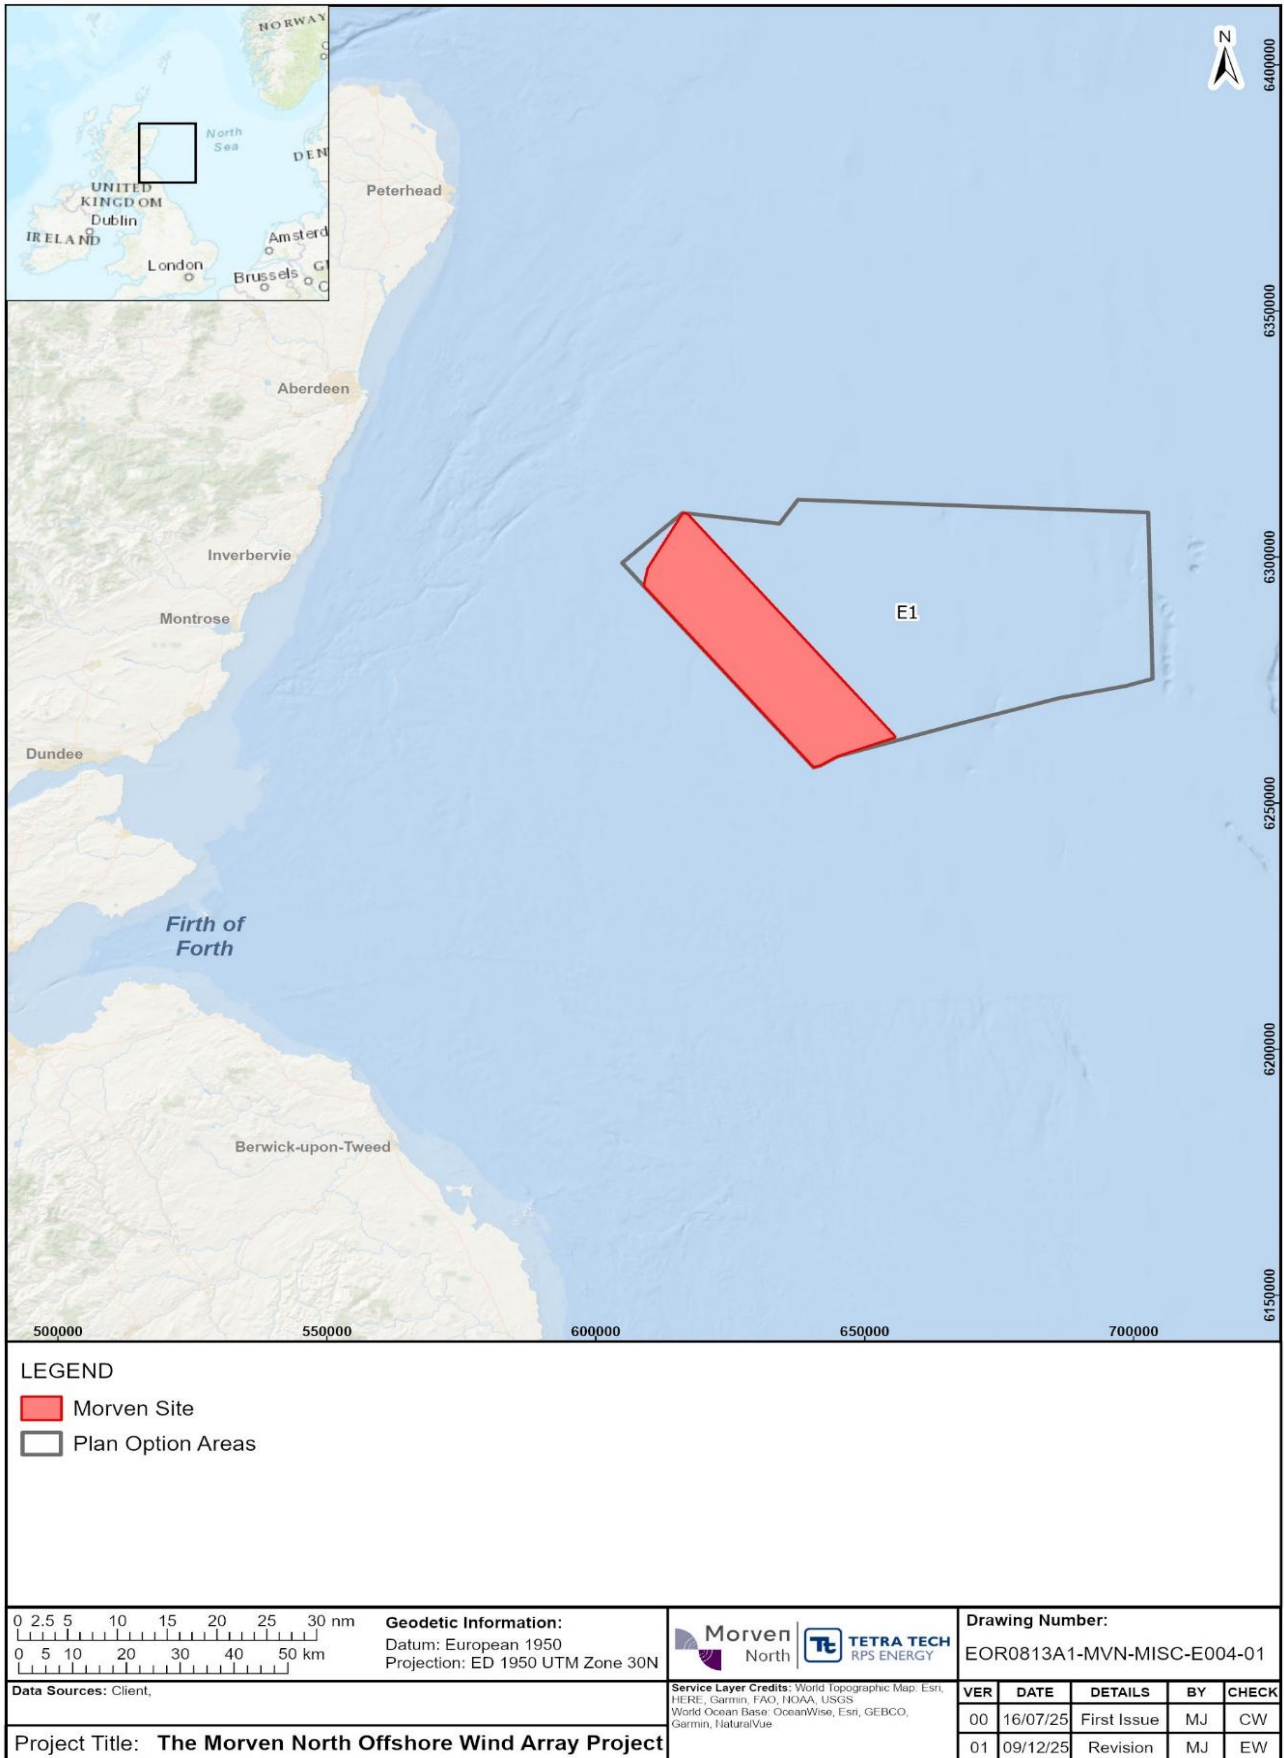 NORWAY
North
Sea
DEN
UNITED
KINGDOM
Dublin
IRELAND
Amsterd
London
Brussels
N
Peterhead
Aberdeen
Inverbervie
Montrose
Dundee
E1
Firth of
Forth
Berwick-upon-Tweed
6400000
6350000
6300000
6250000
6200000
6150000
500000 550000 600000 650000 700000
LEGEND
Morven Site
Plan Option Areas
0 2.5 5 10 15 20 25 30 nm
0 5 10 20 30 40 50 km
Geodetic Information:
Datum: European 1950
Projection: ED 1950 UTM Zone 30N
Morven
North
Tt
TETRA TECH
RPS ENERGY
Drawing Number:
EOR0813A1-MVN-MISC-E004-01
Data Sources: Client,
Service Layer Credits: World Topographic Map: Esri,
HERE, Garmin, FAO, NOAA, USGS
World Ocean Base: OceanWise, Esri, GEBCO,
Garmin, NaturalVue
VER DATE DETAILS BY CHECK
00 16/07/25 First Issue MJ CW
01 09/12/25 Revision MJ EW
Project Title: The Morven North Offshore Wind Array Project